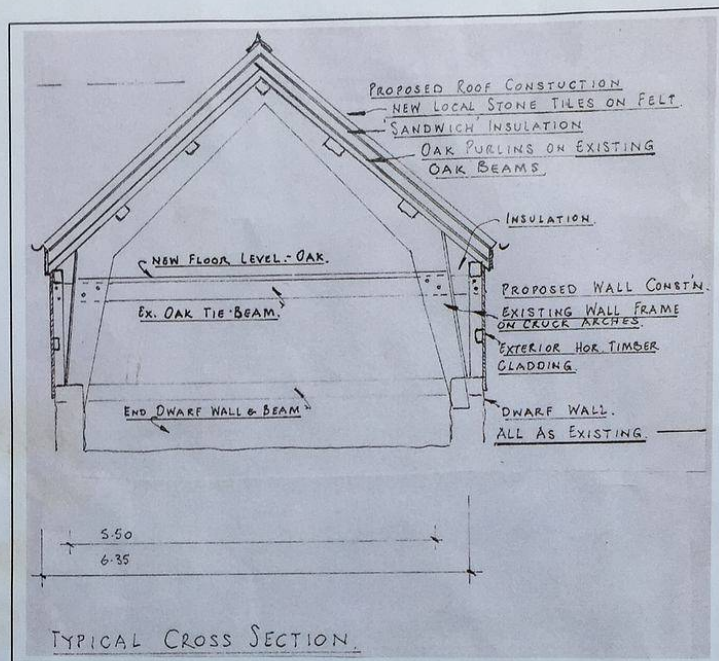 PROPOSED ROOF CONSTUCTION
NEW LOCAL STONE TILES ON FELT.
'SANDWICH' INSULATION
OAK PURLINS ON EXISTING
OAK BEAMS.
INSULATION.
NEW FLOOR LEVEL - OAK.
PROPOSED WALL CONST'N.
EX. OAK TIE-BEAM.
EXISTING WALL FRAME
ON CRUCK ARCHES.
EXTERIOR HOR TIMBER
CLADDING.
END DWARF WALL & BEAM
DWARF WALL.
ALL AS EXISTING.
5.50
6.35
TYPICAL CROSS SECTION.